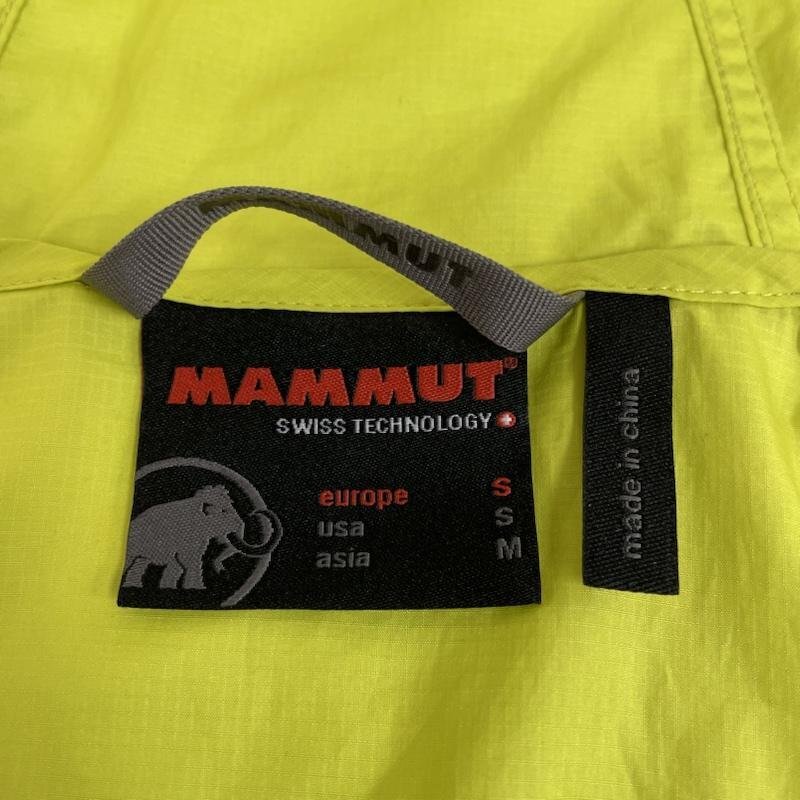 MAMMUT
MAMMUT®
SWISS TECHNOLOGY
europe S
usa S
asia M
made in china